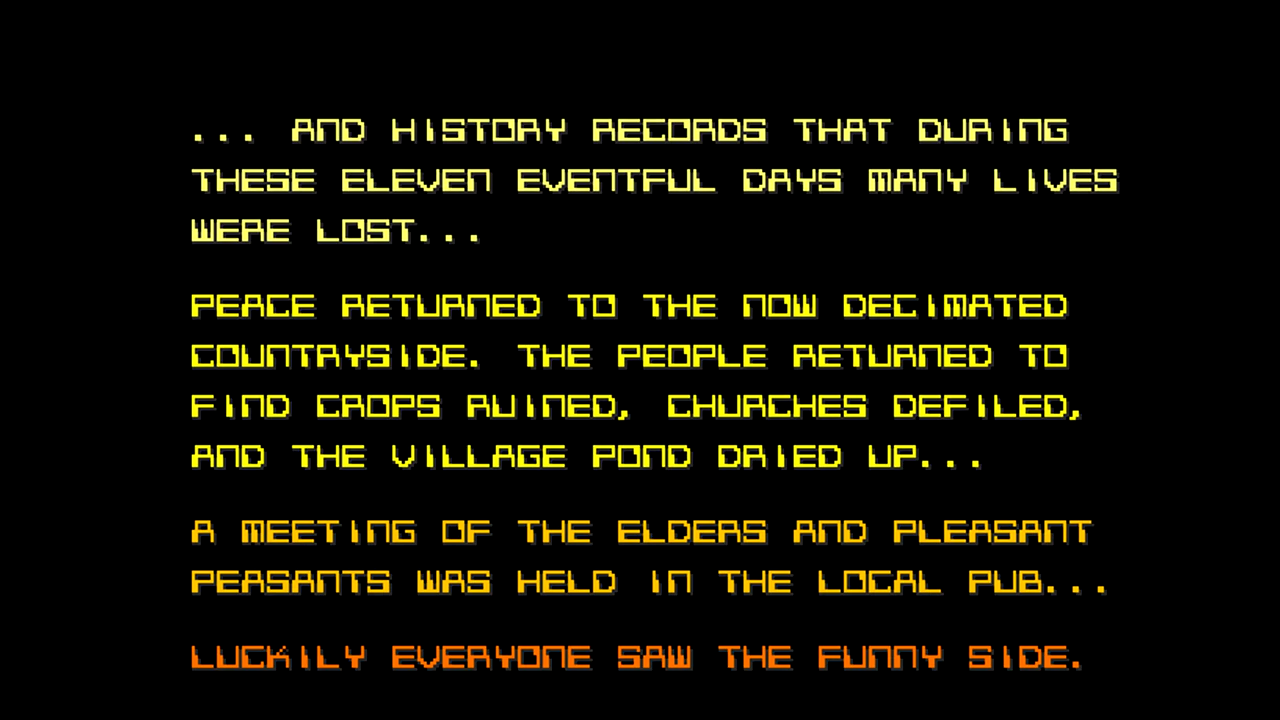 ... AND HISTORY RECORDS THAT DURING
THESE ELEVEN EVENTFUL DAYS MANY LIVES
WERE LOST...
PEACE RETURNED TO THE NOW DECIMATED
COUNTRYSIDE. THE PEOPLE RETURNED TO
FIND CROPS RUINED, CHURCHES DEFILED,
AND THE VILLAGE POND DRIED UP...
A MEETING OF THE ELDERS AND PLEASANT
PEASANTS WAS HELD IN THE LOCAL PUB...
LUCKILY EVERYONE SAW THE FUNNY SIDE.